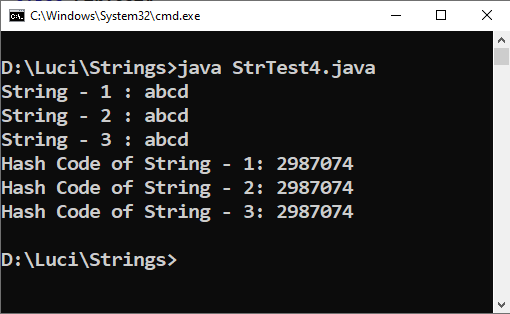 C:\Windows\System32\cmd.exe
D:\Luci\Strings>java StrTest4.java
String - 1 : abcd
String - 2 : abcd
String - 3 : abcd
Hash Code of String - 1: 2987074
Hash Code of String - 2: 2987074
Hash Code of String - 3: 2987074
D:\Luci\Strings>